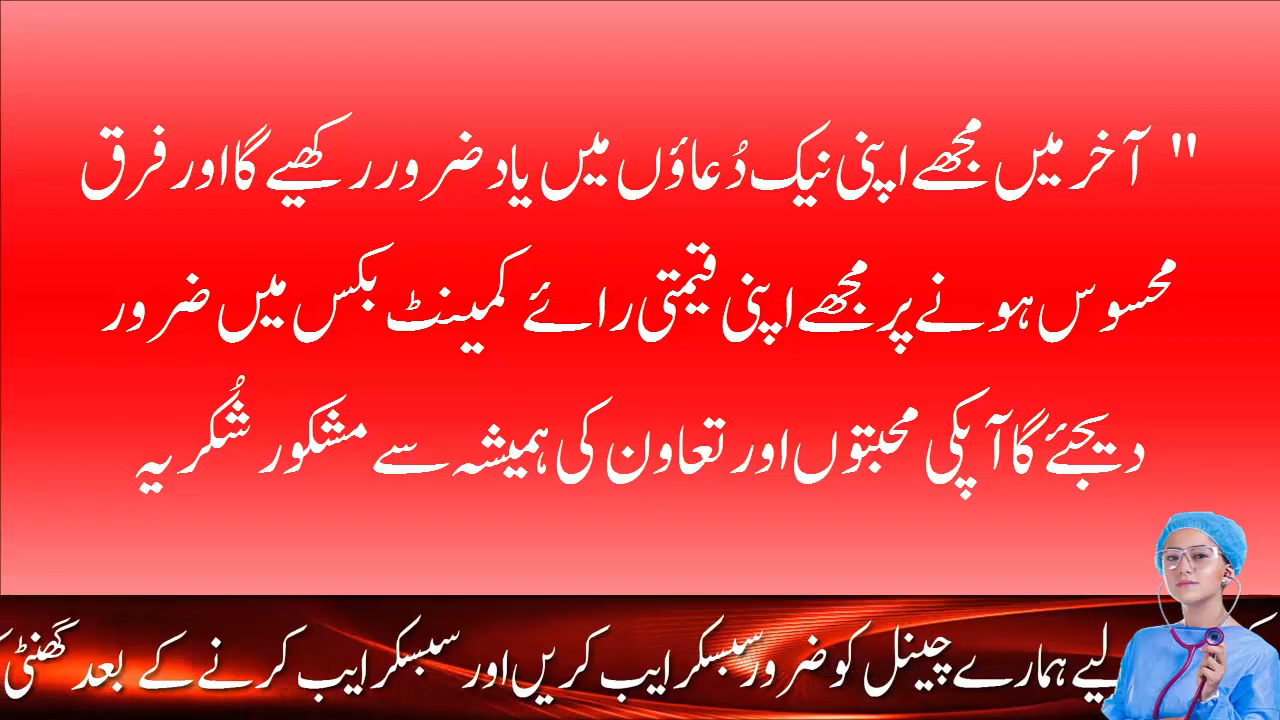 " آخر میں مجھے اپنی نیک دُعاؤں میں یاد ضرور رکھیے گا اور فرق
محسوس ہونے پر مجھے اپنی قیمتی رائے کمینٹ بکس میں ضرور
دیجئے گا آپکی محبتوں اور تعاون کی ہمیشہ سے مشکور شُکریہ
لیے ہمارے چینل کو ضرور سبسکرایب کریں اور سبسکرایب کرنے کے بعد گھنٹی